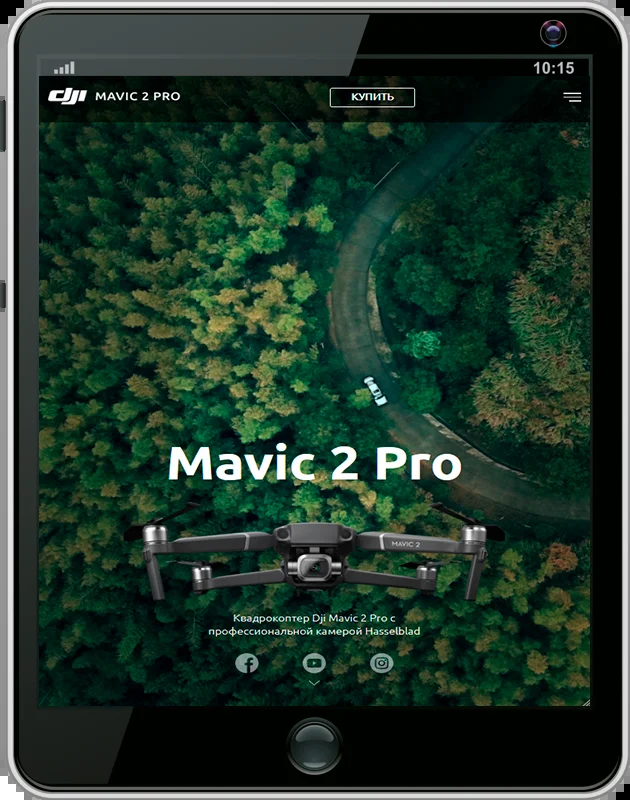 10:15
dji MAVIC 2 PRO
КУПИТЬ
Mavic 2 Pro
MAVIC 2
Квадрокоптер Dji Mavic 2 Pro с
профессиональной камерой Hasselblad